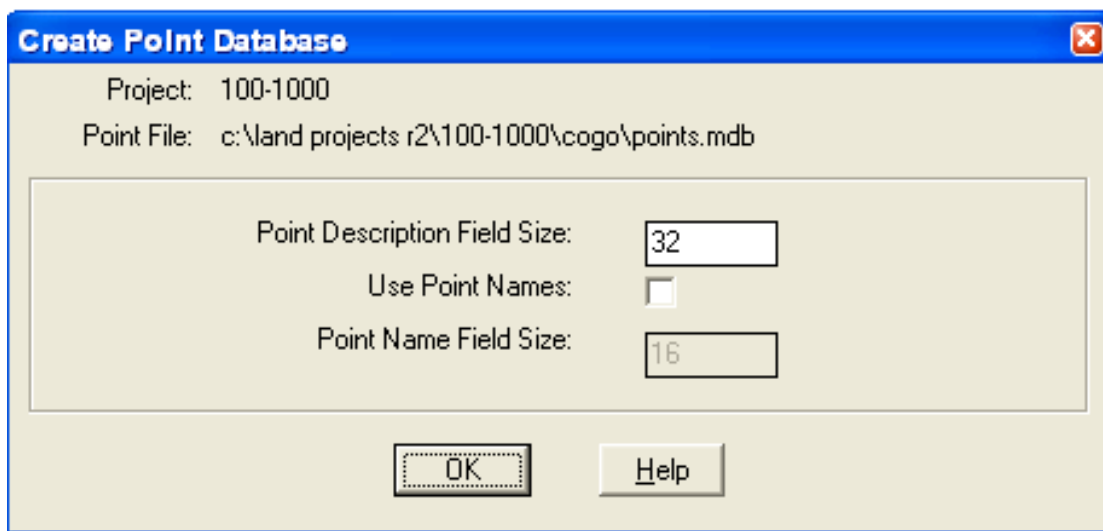 Create Point Database
Project: 100-1000
Point File: c:\land projects r2\100-1000\cogo\points.mdb
Point Description Field Size: 32
Use Point Names:
Point Name Field Size: 16
OK Help